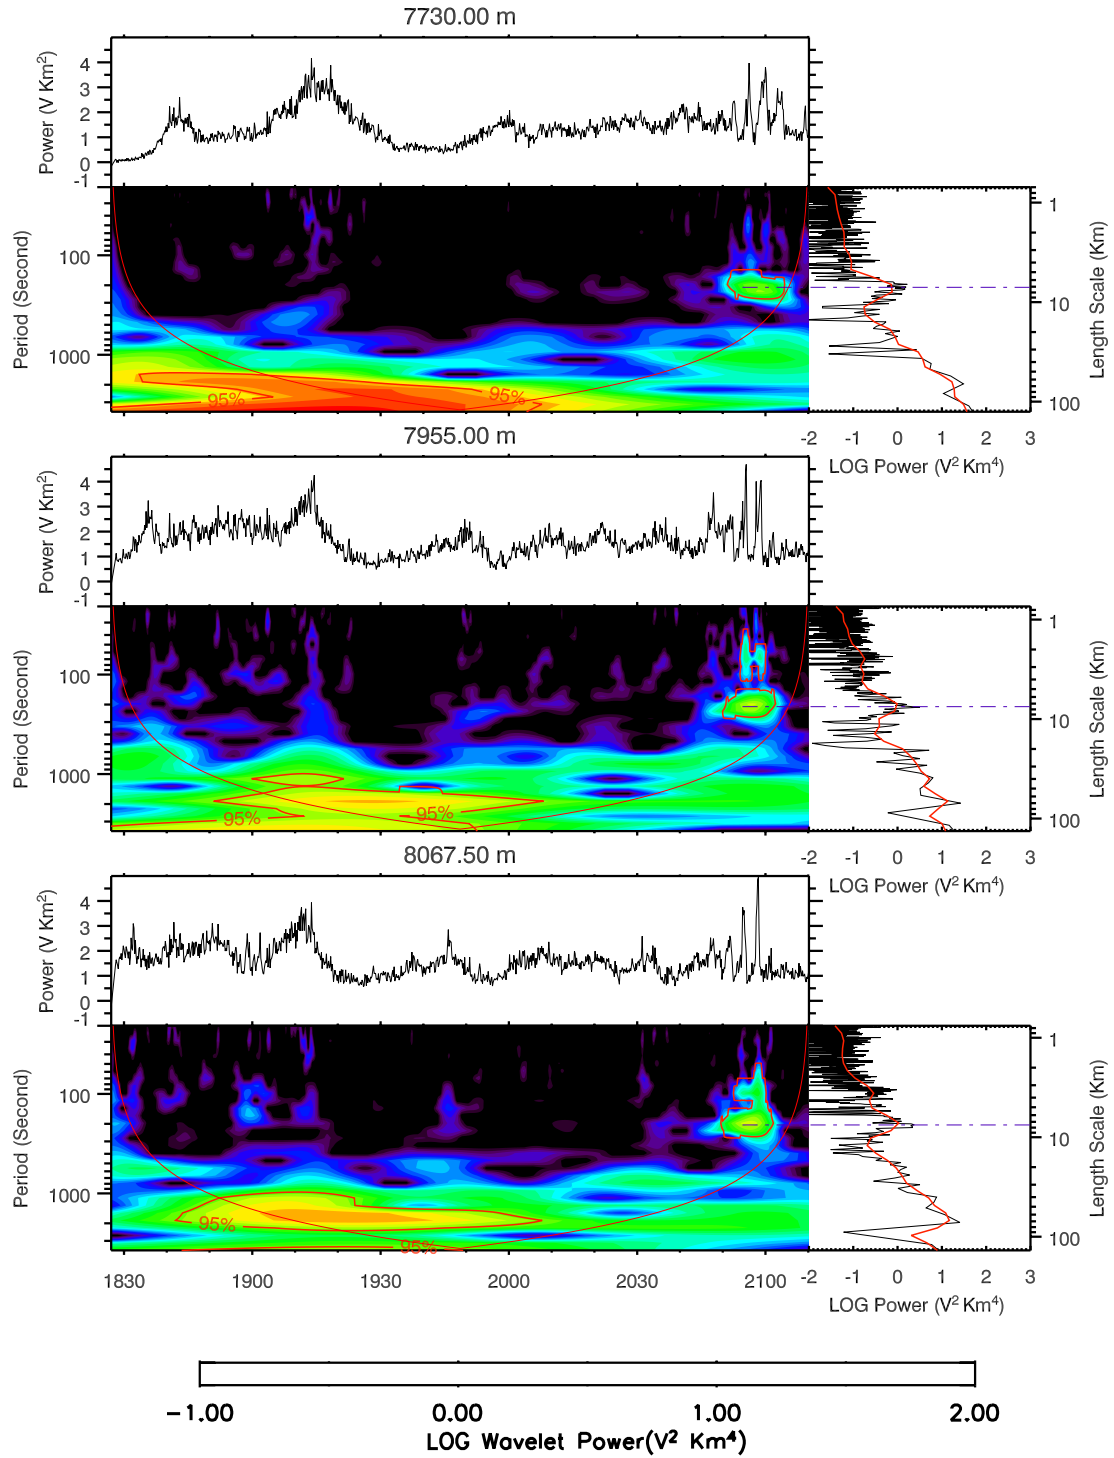 7730.00 m
Power (V Km²)
4
3
2
1
0
-1
Period (Second)
100
1000
95%
95%
1
10
100
Length Scale (Km)
-2 -1 0 1 2 3
LOG Power (V² Km⁴)
7955.00 m
Power (V Km²)
4
3
2
1
0
-1
Period (Second)
100
1000
95%
95%
1
10
100
Length Scale (Km)
-2 -1 0 1 2 3
LOG Power (V² Km⁴)
8067.50 m
Power (V Km²)
4
3
2
1
0
-1
Period (Second)
100
1000
95%
95%
1
10
100
Length Scale (Km)
1830 1900 1930 2000 2030 2100
-2 -1 0 1 2 3
LOG Power (V² Km⁴)
-1.00 0.00 1.00 2.00
LOG Wavelet Power(V² Km⁴)